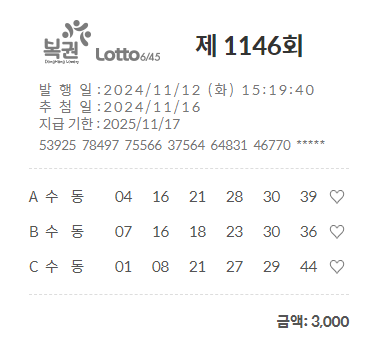 복권 Lotto6/45 제 1146회
DongHang Lottery
발 행 일 : 2024/11/12 (화) 15:19:40
추 첨 일 : 2024/11/16
지급 기한 : 2025/11/17
53925 78497 75566 37564 64831 46770 *****
A 수 동 04 16 21 28 30 39 ♡
B 수 동 07 16 18 23 30 36 ♡
C 수 동 01 08 21 27 29 44 ♡
금액: 3,000